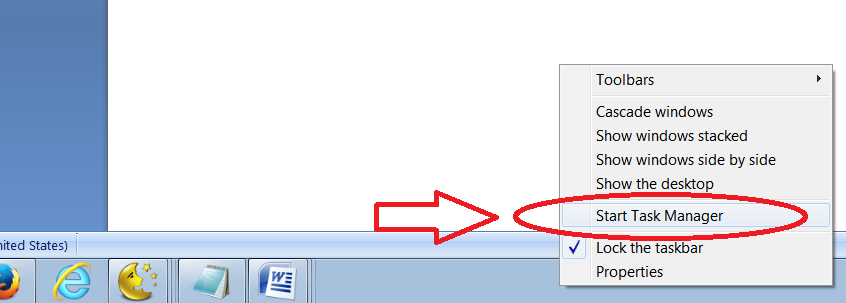 Toolbars
Cascade windows
Show windows stacked
Show windows side by side
Show the desktop
Start Task Manager
Lock the taskbar
Properties
nited States)
W